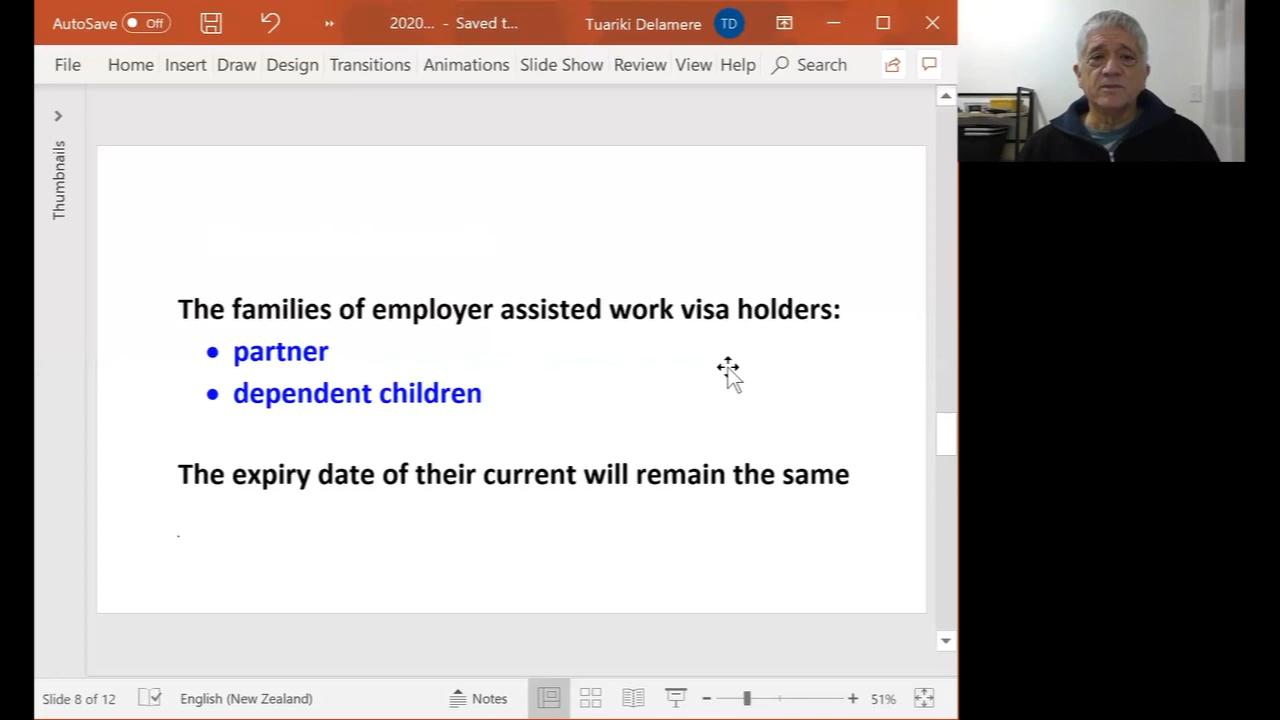 AutoSave Off 2020... - Saved t... Tuariki Delamere TD
File Home Insert Draw Design Transitions Animations Slide Show Review View Help Search
Thumbnails
The families of employer assisted work visa holders:
• partner
• dependent children
The expiry date of their current will remain the same
.
Slide 8 of 12 English (New Zealand) Notes 51%